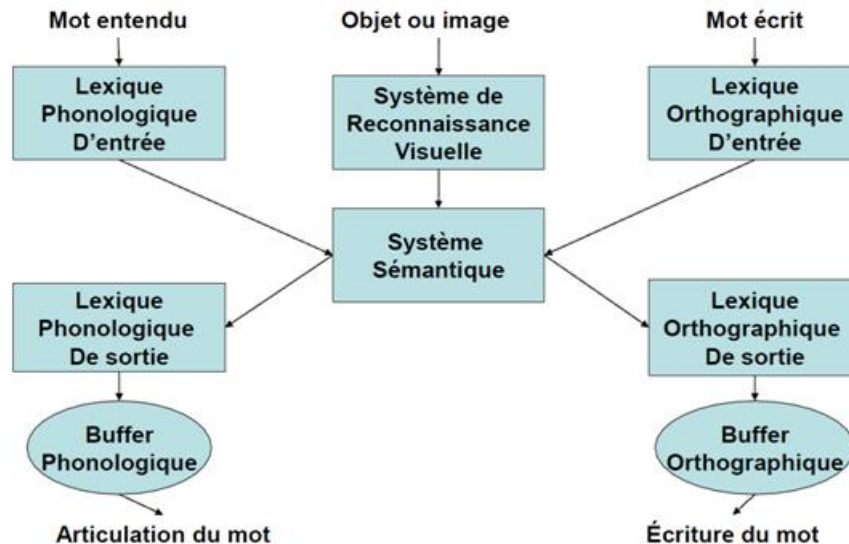 Mot entendu
Objet ou image
Mot écrit
Lexique
Phonologique
D'entrée
Système de
Reconnaissance
Visuelle
Lexique
Orthographique
D'entrée
Système
Sémantique
Lexique
Phonologique
De sortie
Lexique
Orthographique
De sortie
Buffer
Phonologique
Buffer
Orthographique
Articulation du mot
Écriture du mot